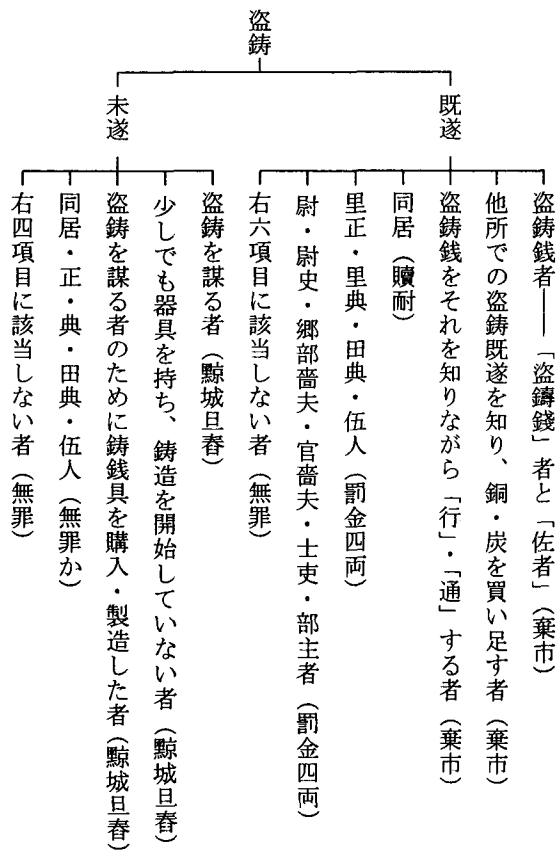 盗鋳
既遂
盗鋳銭者――「盗鑄錢」者と「佐者」（棄市）
他所での盗鋳既遂を知り、銅・炭を買い足す者（棄市）
盗鋳銭をそれを知りながら「行」・「通」する者（棄市）
同居（贖耐）
里正・里典・田典・伍人（罰金四両）
尉・尉史・郷部嗇夫・官嗇夫・士吏・部主者（罰金四両）
右六項目に該当しない者（無罪）
未遂
盗鋳を謀る者（黥城旦舂）
少しでも器具を持ち、鋳造を開始していない者（黥城旦舂）
盗鋳を謀る者のために鋳銭具を購入・製造した者（黥城旦舂）
同居・正・典・田典・伍人（無罪か）
右四項目に該当しない者（無罪）